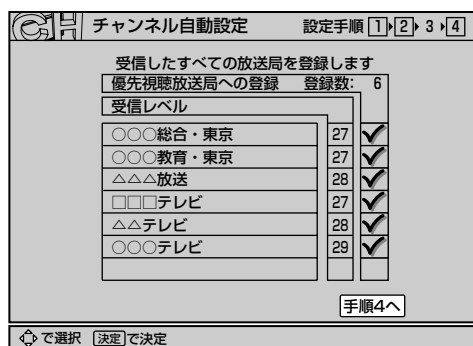 CH チャンネル自動設定 設定手順 1 2 3 4
受信したすべての放送局を登録します
優先視聴放送局への登録 登録数: 6
受信レベル
○○○総合・東京 27 ✓
○○○教育・東京 27 ✓
△△△放送 28 ✓
□□□テレビ 27 ✓
△△テレビ 28 ✓
○○○テレビ 29 ✓
手順4へ
で選択 決定で決定